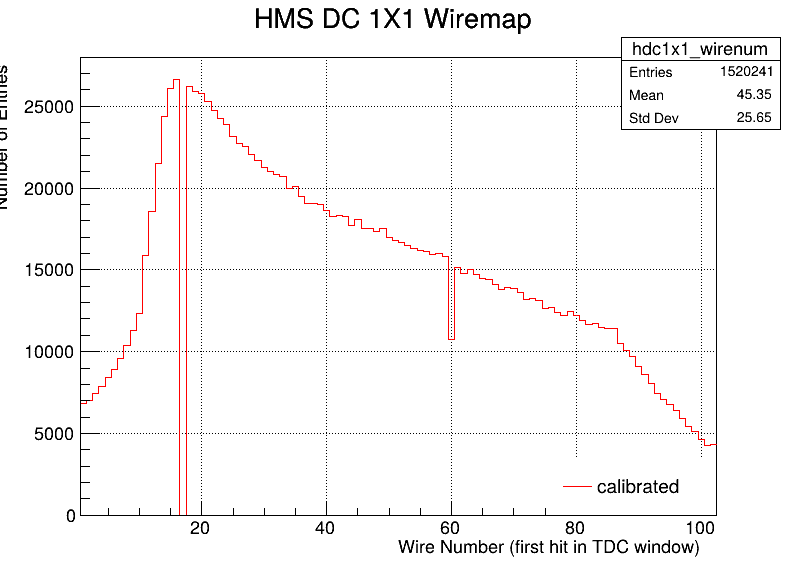 HMS DC 1X1 Wiremap
hdc1x1_wirenum
Entries 1520241
Mean 45.35
Std Dev 25.65
Number of Entries
25000
20000
15000
10000
5000
0
20 40 60 80 100
calibrated
Wire Number (first hit in TDC window)